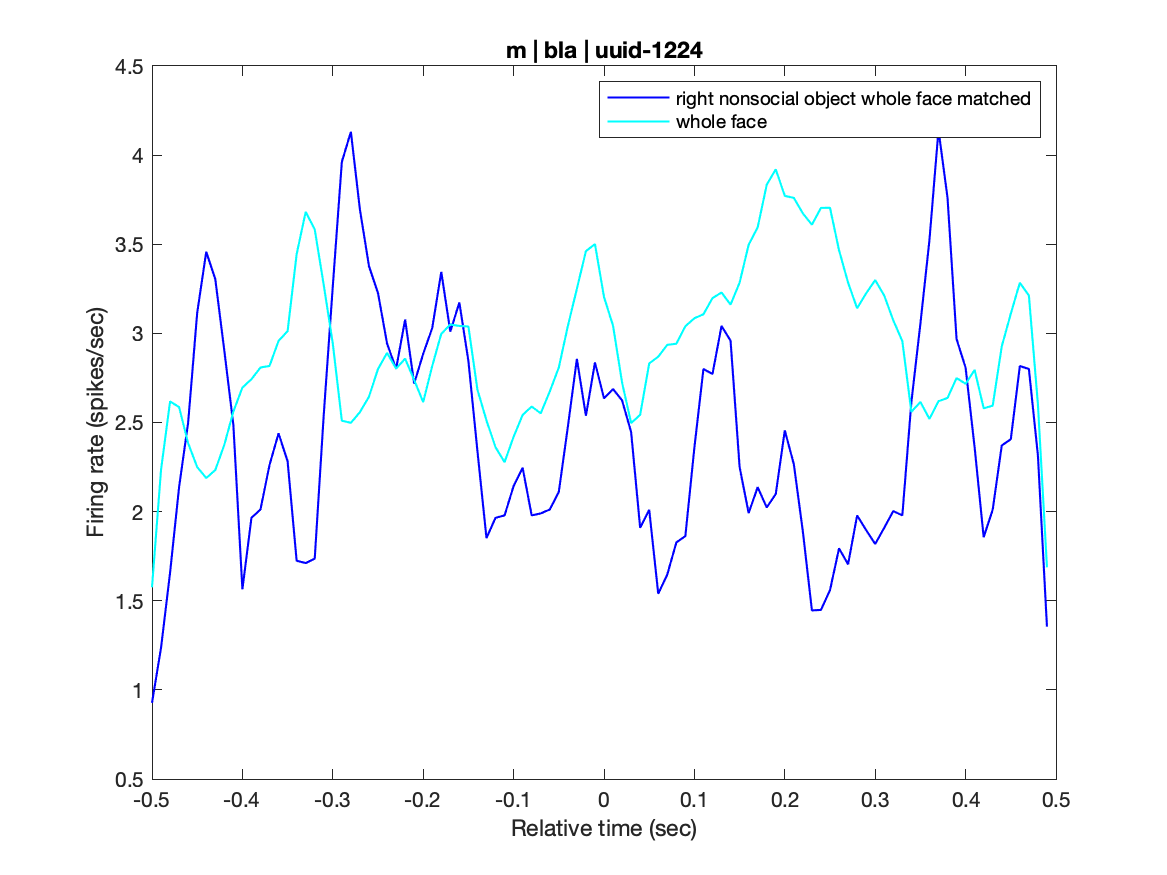 m | bla | uuid-1224
right nonsocial object whole face matched
whole face
4.5
4
3.5
3
2.5
2
1.5
1
0.5
Firing rate (spikes/sec)
-0.5 -0.4 -0.3 -0.2 -0.1 0 0.1 0.2 0.3 0.4 0.5
Relative time (sec)